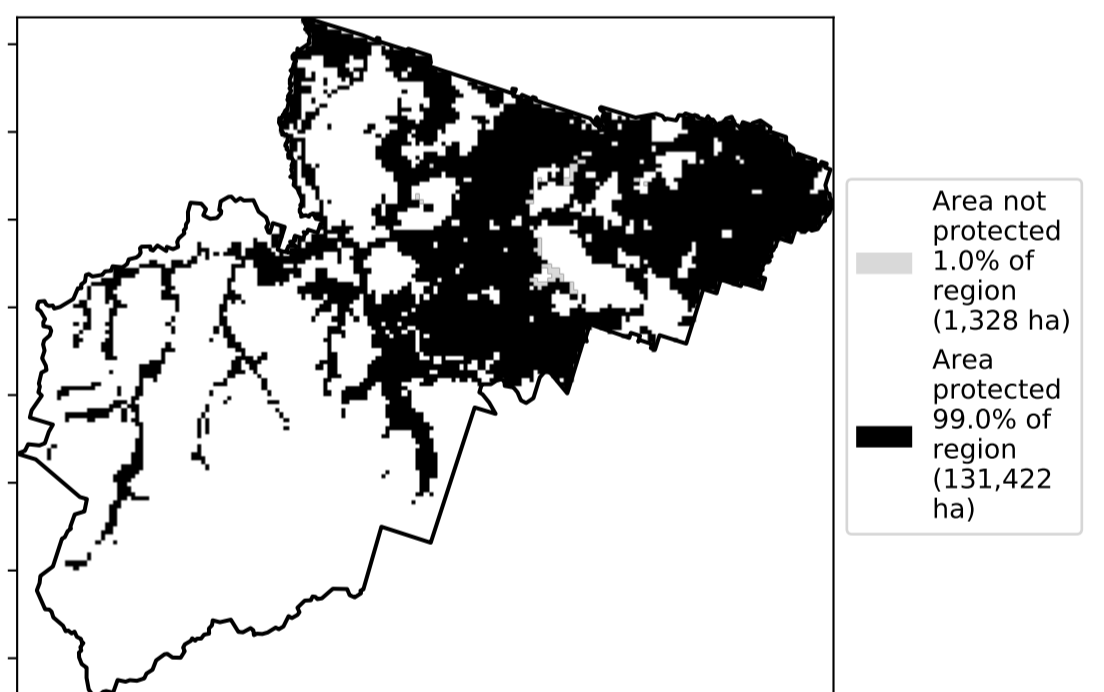 Area not
protected
1.0% of
region
(1,328 ha)
Area
protected
99.0% of
region
(131,422
ha)